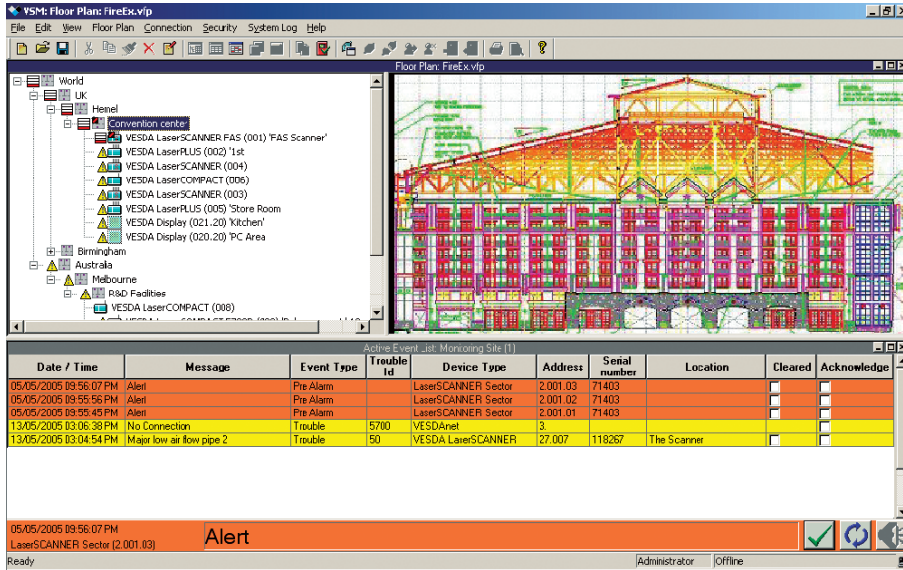 VSM: Floor Plan: FireEx.vfp
File Edit View Floor Plan Connection Security System Log Help
Floor Plan: FireEx.vfp
World
UK
Hemel
Convention center
VESDA LaserSCANNER FAS (001) 'FAS Scanner'
VESDA LaserPLUS (002) '1st
VESDA LaserSCANNER (004)
VESDA LaserCOMPACT (006)
VESDA LaserSCANNER (003)
VESDA LaserPLUS (005) 'Store Room
VESDA Display (021.20) 'Kitchen'
VESDA Display (020.20) 'PC Area
Birmingham
Australia
Melbourne
R&D Facilities
VESDA LaserCOMPACT (008)
Active Event List: Monitoring Site (1)
Date / Time Message Event Type Trouble Id Device Type Address Serial number Location Cleared Acknowledge
05/05/2005 09:56:07 PM Alert Pre Alarm LaserSCANNER Sector 2.001.03 71403
05/05/2005 09:55:56 PM Alert Pre Alarm LaserSCANNER Sector 2.001.02 71403
05/05/2005 09:55:45 PM Alert Pre Alarm LaserSCANNER Sector 2.001.01 71403
13/05/2005 03:06:38 PM No Connection Trouble 5700 VESDAnet 3.
13/05/2005 03:04:54 PM Major low air flow pipe 2 Trouble 50 VESDA LaserSCANNER 27.007 118267 The Scanner
05/05/2005 09:56:07 PM
LaserSCANNER Sector (2.001.03)
Alert
Ready Administrator Offline